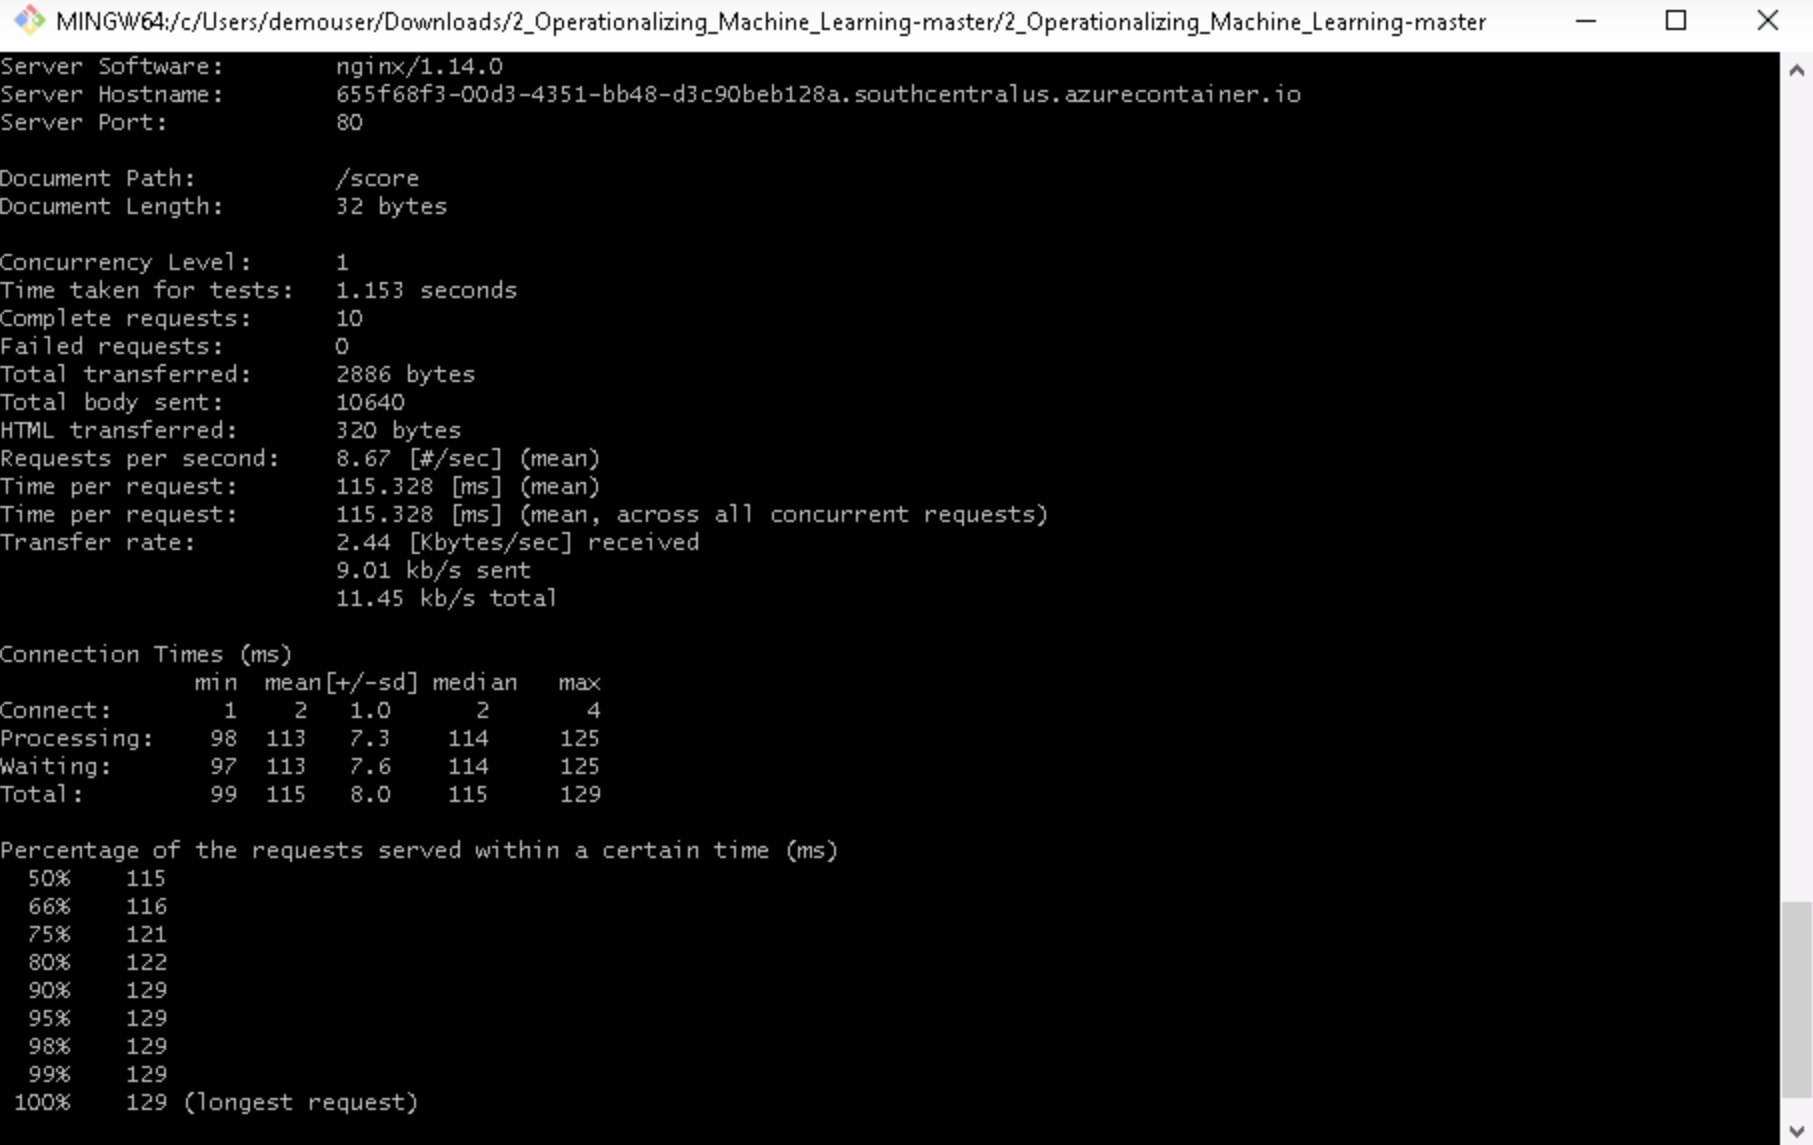 MINGW64:/c/Users/demouser/Downloads/2_Operationalizing_Machine_Learning-master/2_Operationalizing_Machine_Learning-master
Server Software:        nginx/1.14.0
Server Hostname:        655f68f3-00d3-4351-bb48-d3c90beb128a.southcentralus.azurecontainer.io
Server Port:            80
Document Path:          /score
Document Length:        32 bytes
Concurrency Level:      1
Time taken for tests:   1.153 seconds
Complete requests:      10
Failed requests:        0
Total transferred:      2886 bytes
Total body sent:        10640
HTML transferred:       320 bytes
Requests per second:    8.67 [#/sec] (mean)
Time per request:       115.328 [ms] (mean)
Time per request:       115.328 [ms] (mean, across all concurrent requests)
Transfer rate:          2.44 [Kbytes/sec] received
                        9.01 kb/s sent
                        11.45 kb/s total
Connection Times (ms)
              min  mean[+/-sd] median   max
Connect:        1    2   1.0      2       4
Processing:    98  113   7.3    114     125
Waiting:       97  113   7.6    114     125
Total:         99  115   8.0    115     129
Percentage of the requests served within a certain time (ms)
  50%    115
  66%    116
  75%    121
  80%    122
  90%    129
  95%    129
  98%    129
  99%    129
 100%    129 (longest request)